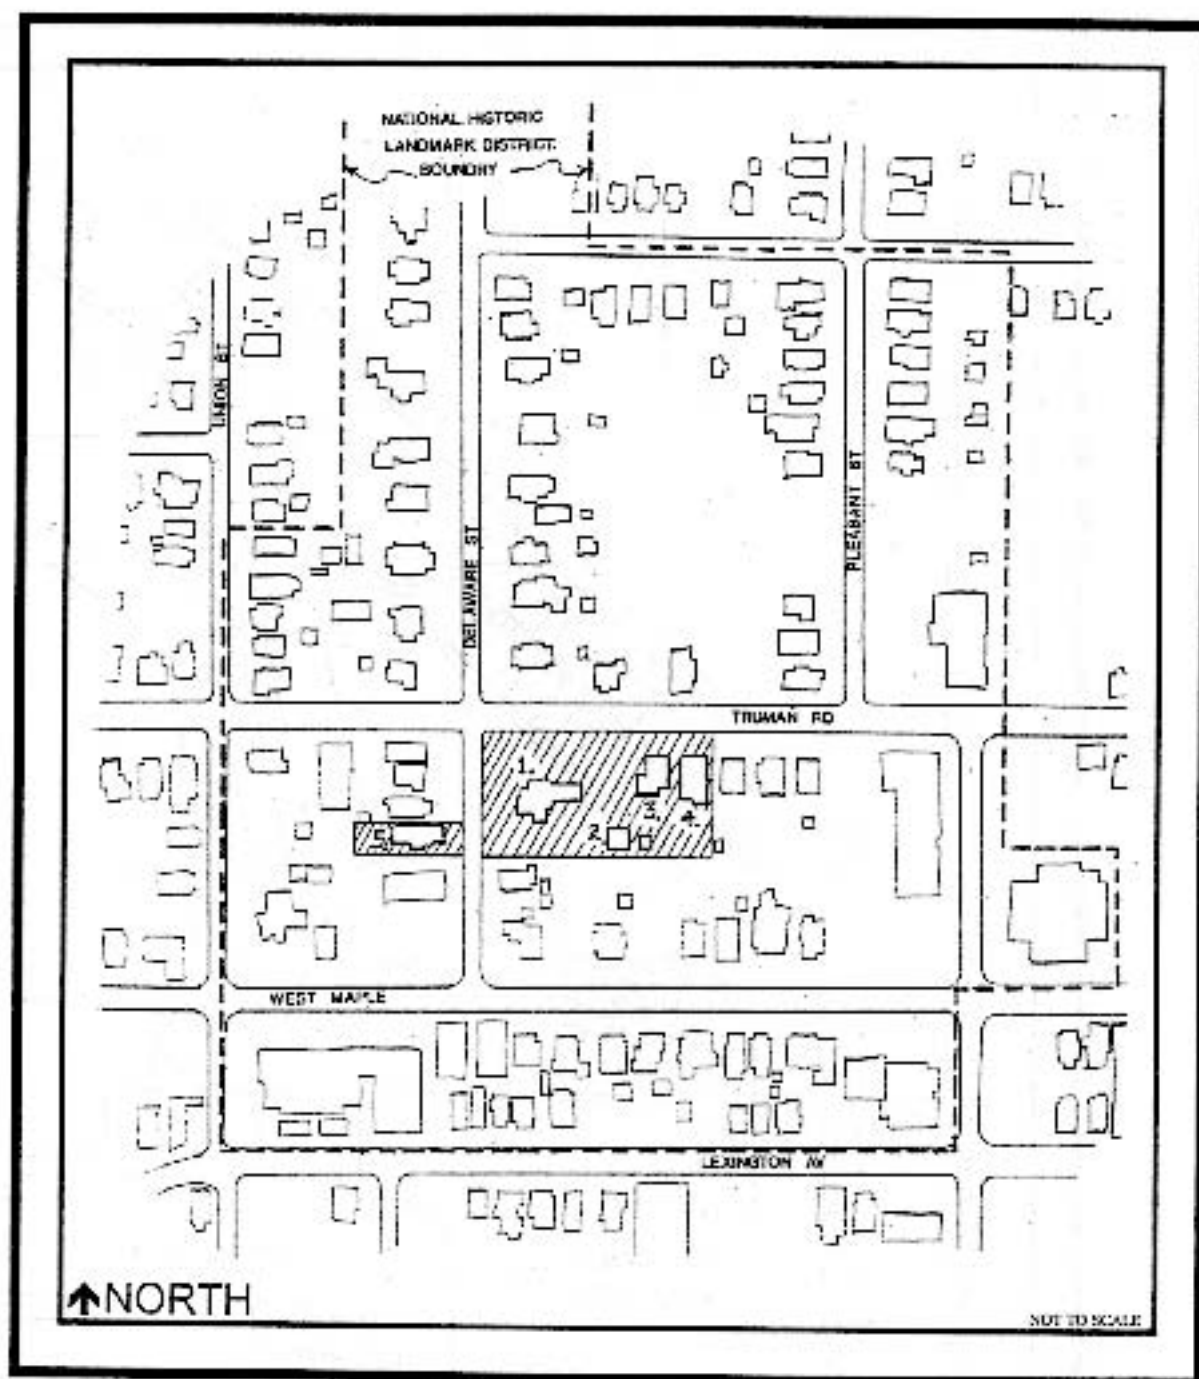 NATIONAL HISTORIC
LANDMARK DISTRICT
BOUNDRY
UNION ST
DELAWARE ST
PLEASANT ST
TRUMAN RD
1.
2.
3.
4.
5.
WEST MAPLE
LEXINGTON AV
NORTH
NOT TO SCALE